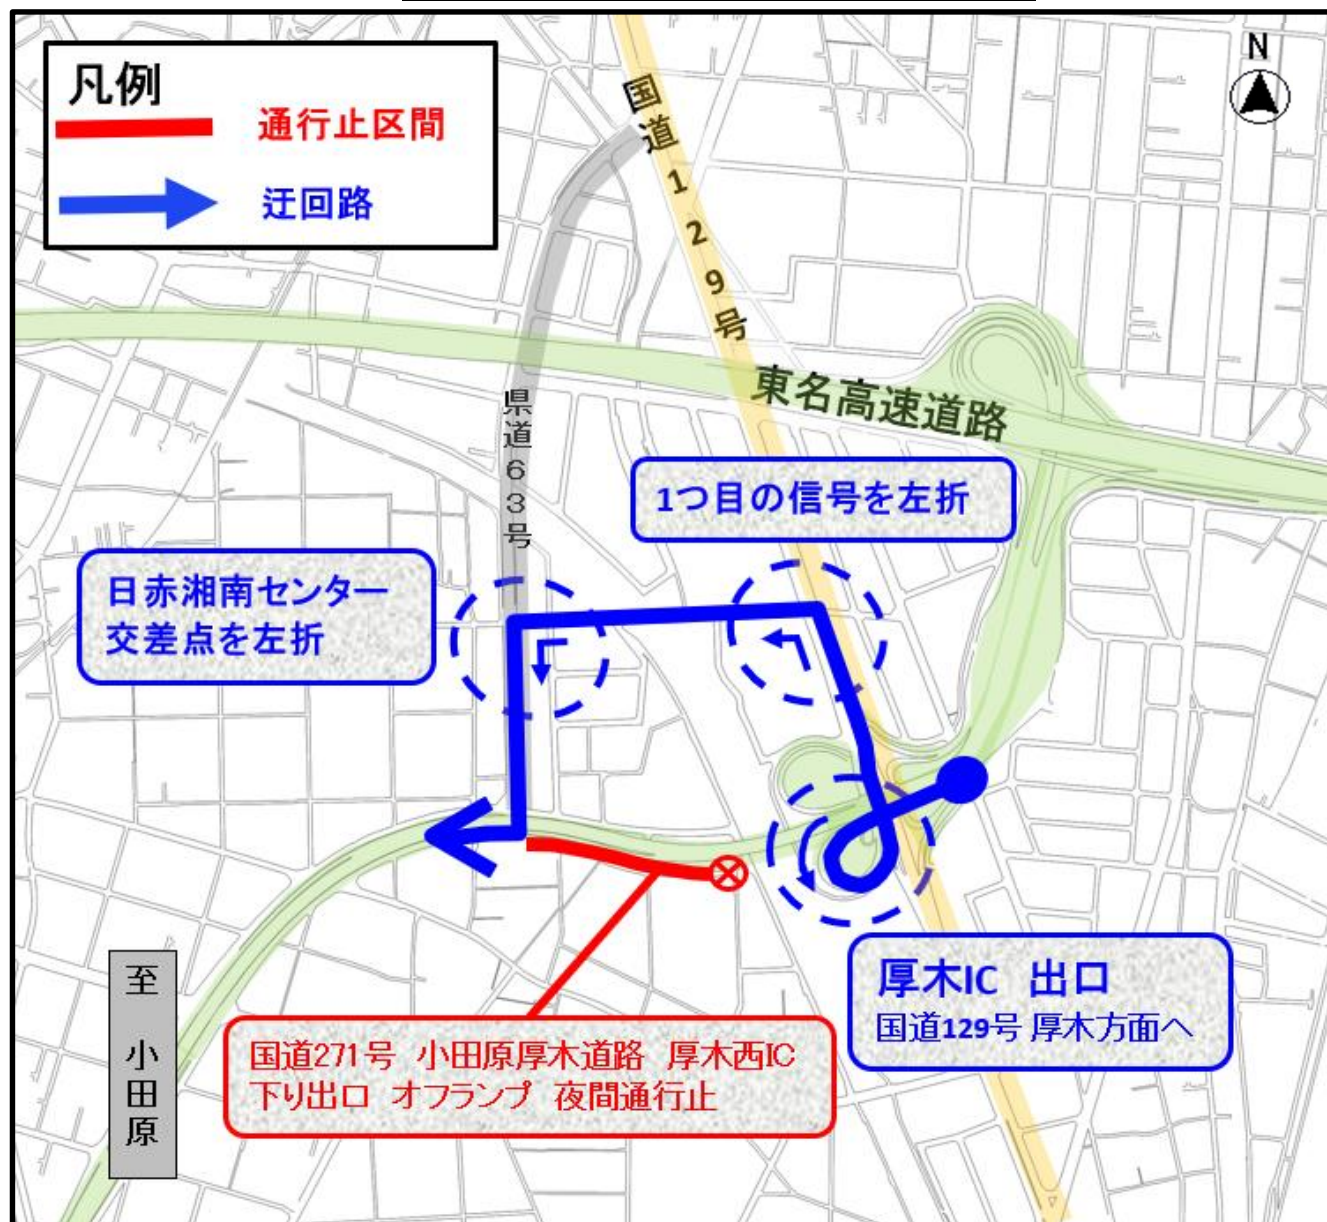 凡例
通行止区間
迂回路
N
国道129号
東名高速道路
県道63号
1つ目の信号を左折
日赤湘南センター
交差点を左折
厚木IC 出口
国道129号 厚木方面へ
国道271号 小田原厚木道路 厚木西IC
下り出口 オフランプ 夜間通行止
至 小田原